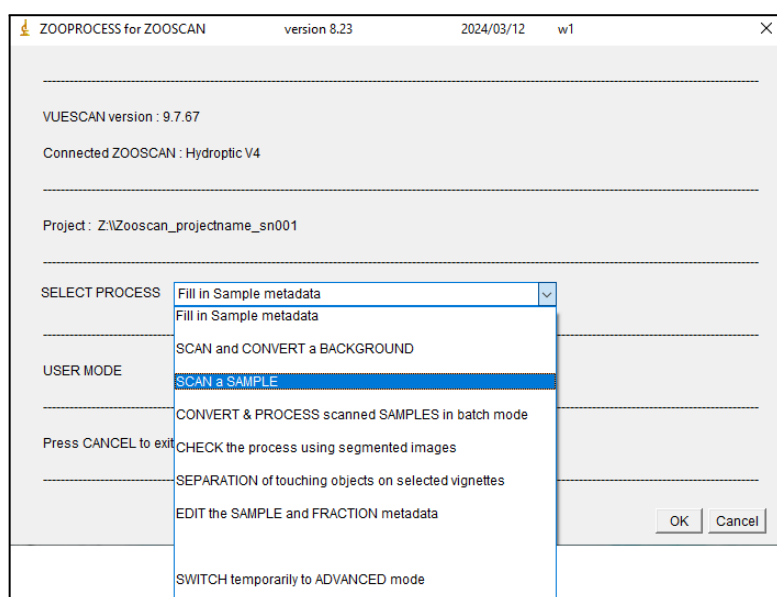 ZOOPROCESS for ZOOSCAN version 8.23 2024/03/12 w1
VUESCAN version : 9.7.67
Connected ZOOSCAN : Hydroptic V4
Project : Z:\\Zooscan_projectname_sn001
SELECT PROCESS Fill in Sample metadata
Fill in Sample metadata
SCAN and CONVERT a BACKGROUND
USER MODE
SCAN a SAMPLE
CONVERT & PROCESS scanned SAMPLES in batch mode
Press CANCEL to exit
CHECK the process using segmented images
SEPARATION of touching objects on selected vignettes
EDIT the SAMPLE and FRACTION metadata
OK Cancel
SWITCH temporarily to ADVANCED mode